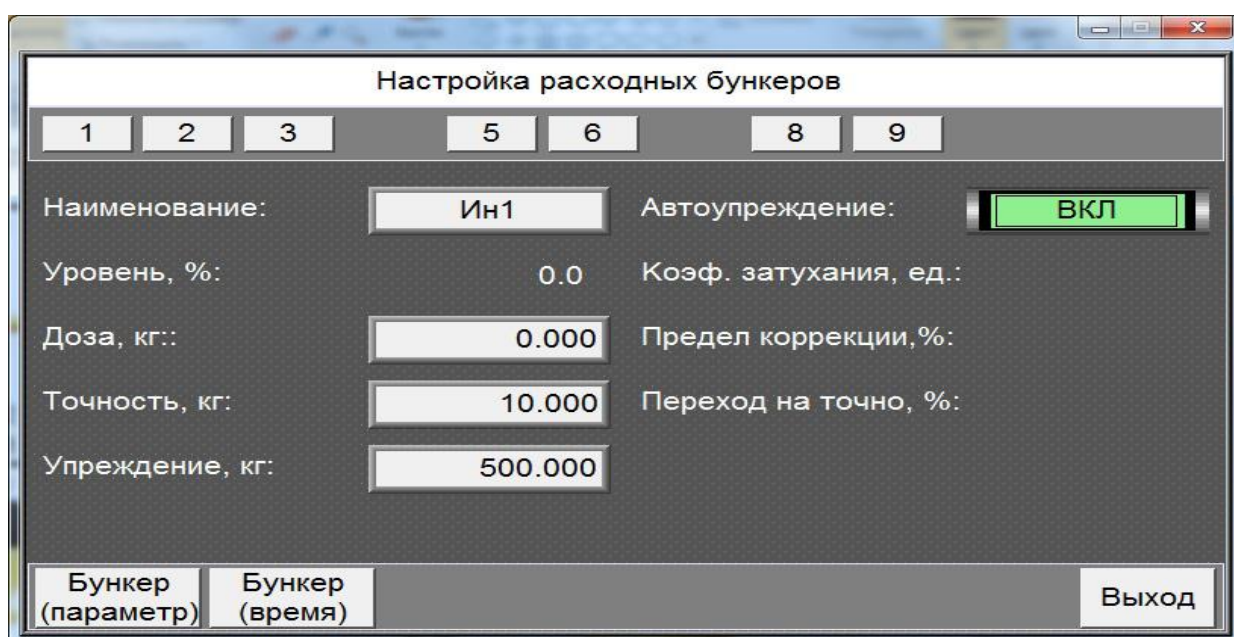 Настройка расходных бункеров
1 2 3 5 6 8 9
Наименование: Ин1 Автоупреждение: ВКЛ
Уровень, %: 0.0 Коэф. затухания, ед.:
Доза, кг:: 0.000 Предел коррекции,%:
Точность, кг: 10.000 Переход на точно, %:
Упреждение, кг: 500.000
Бункер (параметр) Бункер (время) Выход